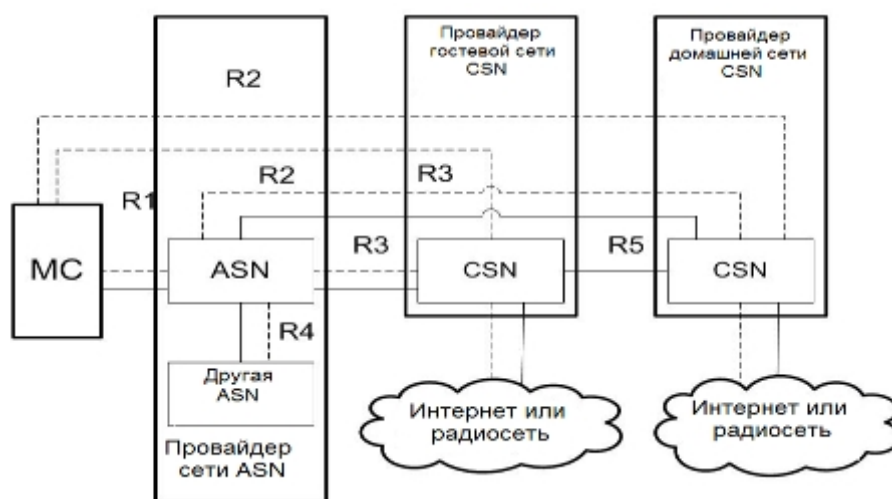 Провайдер
гостевой сети
CSN
Провайдер
домашней сети
CSN
R2
R1
R2
R3
МС
ASN
R3
CSN
R5
CSN
R4
Другая
ASN
Провайдер
сети ASN
Интернет или
радиосеть
Интернет или
радиосеть